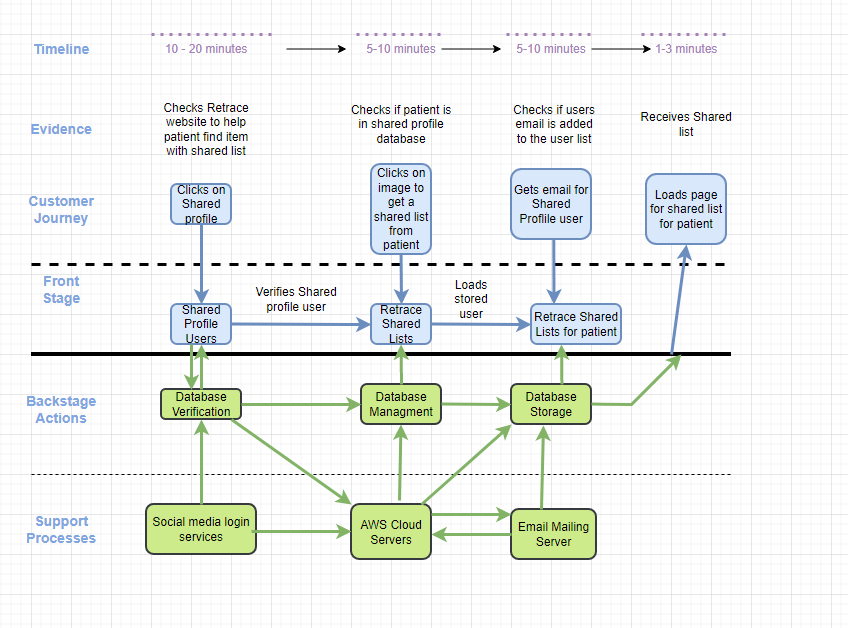 Timeline
10 - 20 minutes
5-10 minutes
5-10 minutes
1-3 minutes
Evidence
Checks Retrace
website to help
patient find item
with shared list
Checks if patient is
in shared profile
database
Checks if users
email is added
to the user list
Receives Shared
list
Customer
Journey
Clicks on
Shared
profile
Clicks on
image to
get a
shared list
from
patient
Gets email for
Shared
Proflile user
Loads page
for shared list
for patient
Front
Stage
Shared
Profile
Users
Verifies Shared
profile user
Retrace
Shared
Lists
Loads
stored
user
Retrace Shared
Lists for patient
Backstage
Actions
Database
Verification
Database
Managment
Database
Storage
Support
Processes
Social media login
services
AWS Cloud
Servers
Email Mailing
Server